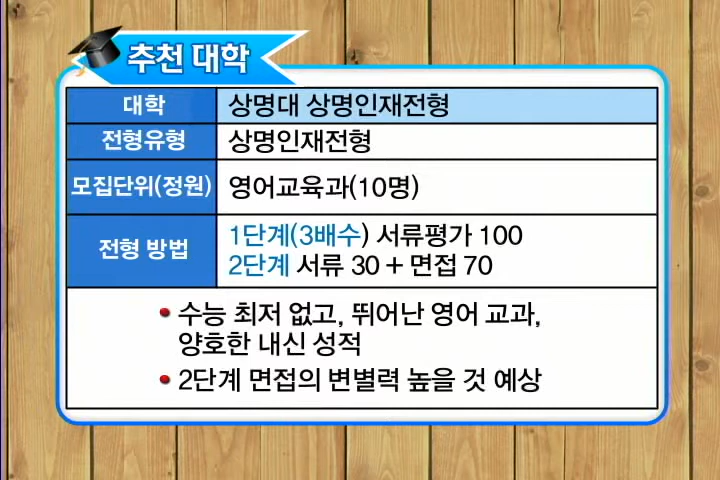 추천 대학
대학 상명대 상명인재전형
전형유형 상명인재전형
모집단위(정원) 영어교육과(10명)
전형 방법 1단계(3배수) 서류평가 100
2단계 서류 30 + 면접 70
• 수능 최저 없고, 뛰어난 영어 교과,
양호한 내신 성적
• 2단계 면접의 변별력 높을 것 예상